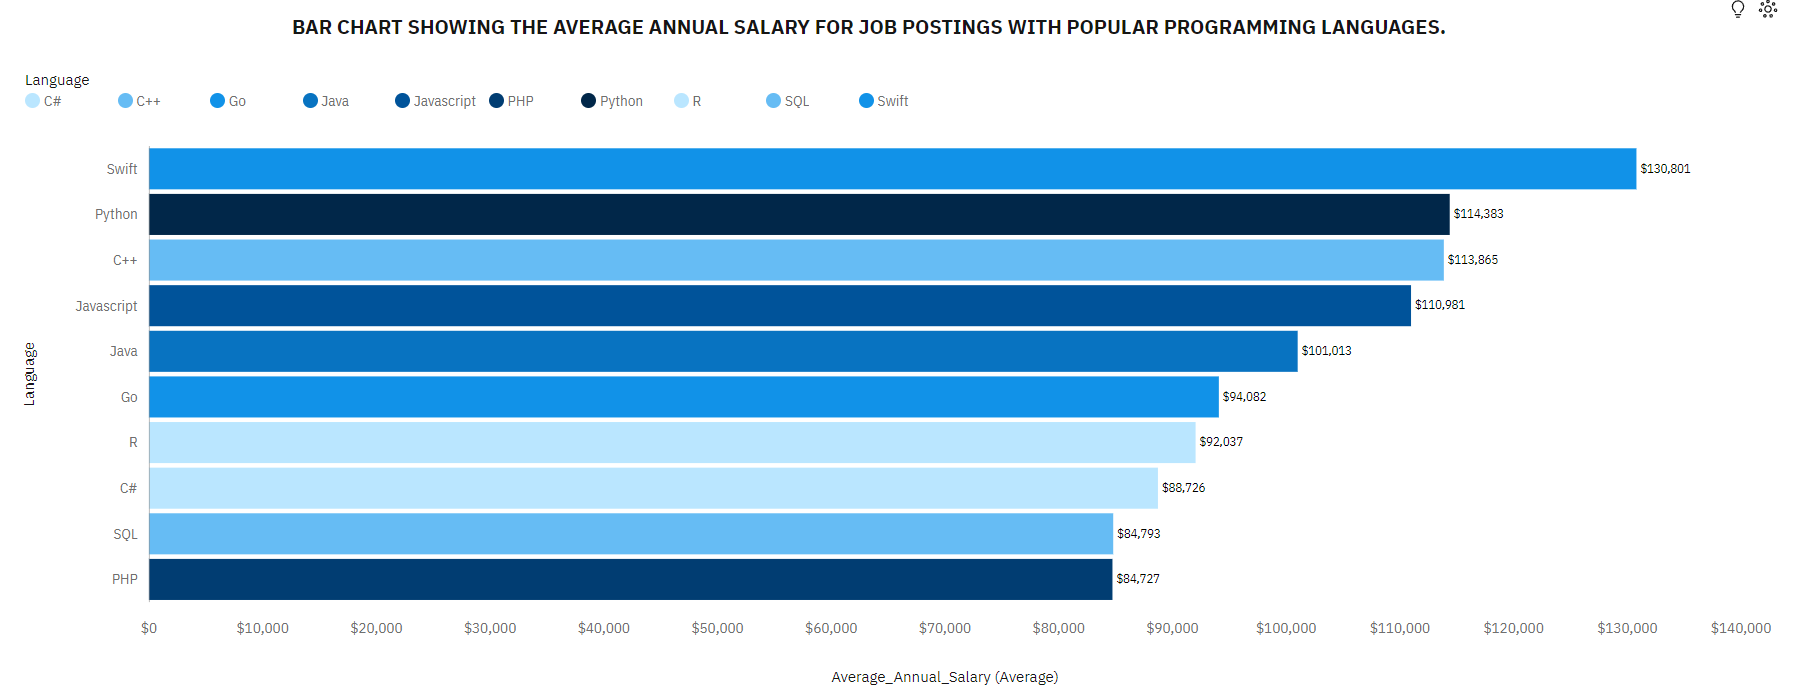 BAR CHART SHOWING THE AVERAGE ANNUAL SALARY FOR JOB POSTINGS WITH POPULAR PROGRAMMING LANGUAGES.
Language
C# C++ Go Java Javascript PHP Python R SQL Swift
Language
Swift $130,801
Python $114,383
C++ $113,865
Javascript $110,981
Java $101,013
Go $94,082
R $92,037
C# $88,726
SQL $84,793
PHP $84,727
$0 $10,000 $20,000 $30,000 $40,000 $50,000 $60,000 $70,000 $80,000 $90,000 $100,000 $110,000 $120,000 $130,000 $140,000
Average_Annual_Salary (Average)